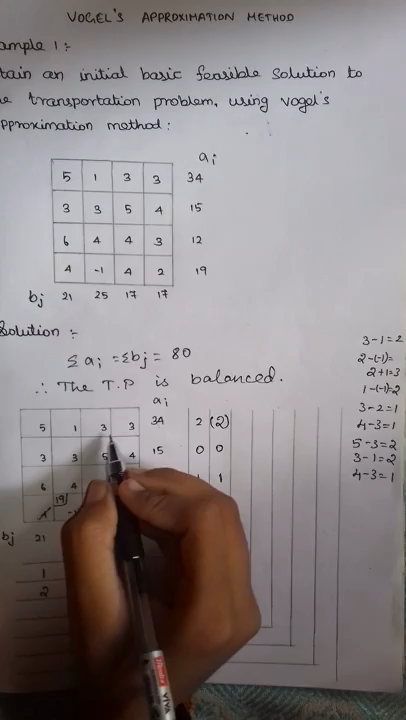 VOGEL'S APPROXIMATION METHOD
ample 1:-
tain an initial basic feasible solution to
e transportation problem, using Vogel's
pproximation method:
ai
5 1 3 3 34
3 3 5 4 15
6 4 4 3 12
4 -1 4 2 19
bj 21 25 17 17
Solution :-
Σai = Σbj = 80
∴ The T.P is balanced.
ai
5 1 3 3 34 2 (2)
3 3 5 4 15 0 0
6 4 1 1
19
bj 21
1
2
3-1=2
2-(-1)=
2+1=3
1-(-1)=2
3-2=1
4-3=1
5-3=2
3-1=2
4-3=1